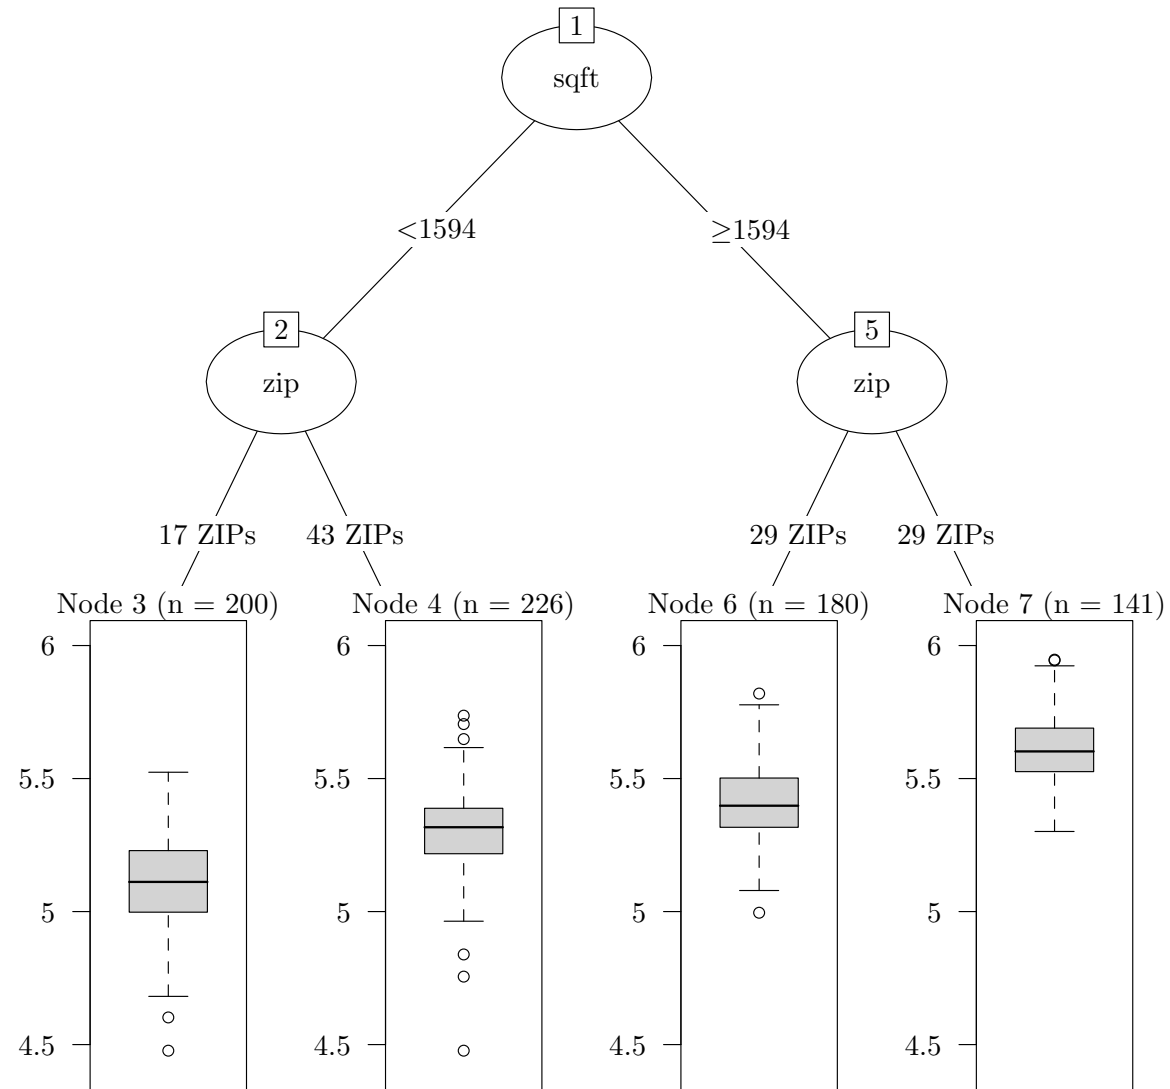 1
sqft
<1594
≥1594
2
zip
5
zip
17 ZIPs
43 ZIPs
29 ZIPs
29 ZIPs
Node 3 (n = 200)
6
5.5
5
4.5
Node 4 (n = 226)
6
5.5
5
4.5
Node 6 (n = 180)
6
5.5
5
4.5
Node 7 (n = 141)
6
5.5
5
4.5